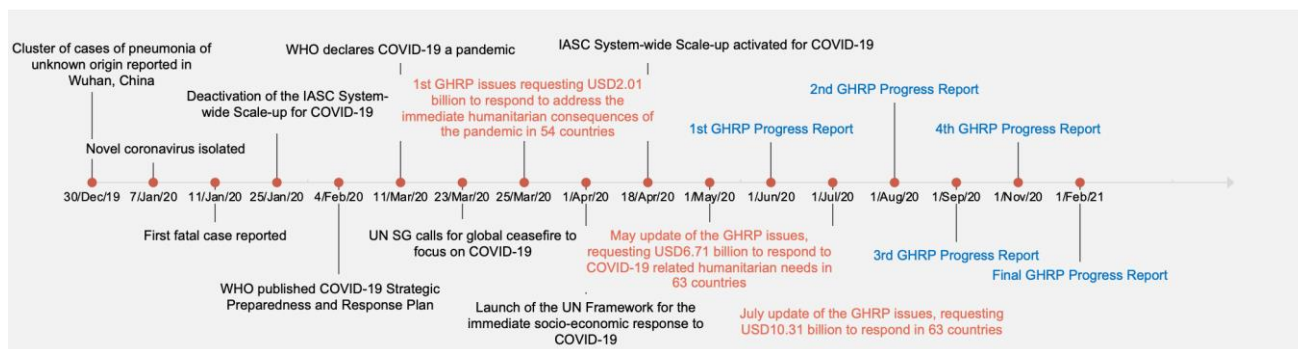 Cluster of cases of pneumonia of
unknown origin reported in
Wuhan, China
Novel coronavirus isolated
Deactivation of the IASC System-
wide Scale-up for COVID-19
WHO declares COVID-19 a pandemic
1st GHRP issues requesting USD2.01
billion to respond to address the
immediate humanitarian consequences of
the pandemic in 54 countries
IASC System-wide Scale-up activated for COVID-19
1st GHRP Progress Report
2nd GHRP Progress Report
4th GHRP Progress Report
30/Dec/19 7/Jan/20 11/Jan/20 25/Jan/20 4/Feb/20 11/Mar/20 23/Mar/20 25/Mar/20 1/Apr/20 18/Apr/20 1/May/20 1/Jun/20 1/Jul/20 1/Aug/20 1/Sep/20 1/Nov/20 1/Feb/21
First fatal case reported
WHO published COVID-19 Strategic
Preparedness and Response Plan
UN SG calls for global ceasefire to
focus on COVID-19
Launch of the UN Framework for the
immediate socio-economic response to
COVID-19
May update of the GHRP issues,
requesting USD6.71 billion to respond to
COVID-19 related humanitarian needs in
63 countries
July update of the GHRP issues, requesting
USD10.31 billion to respond in 63 countries
3rd GHRP Progress Report
Final GHRP Progress Report